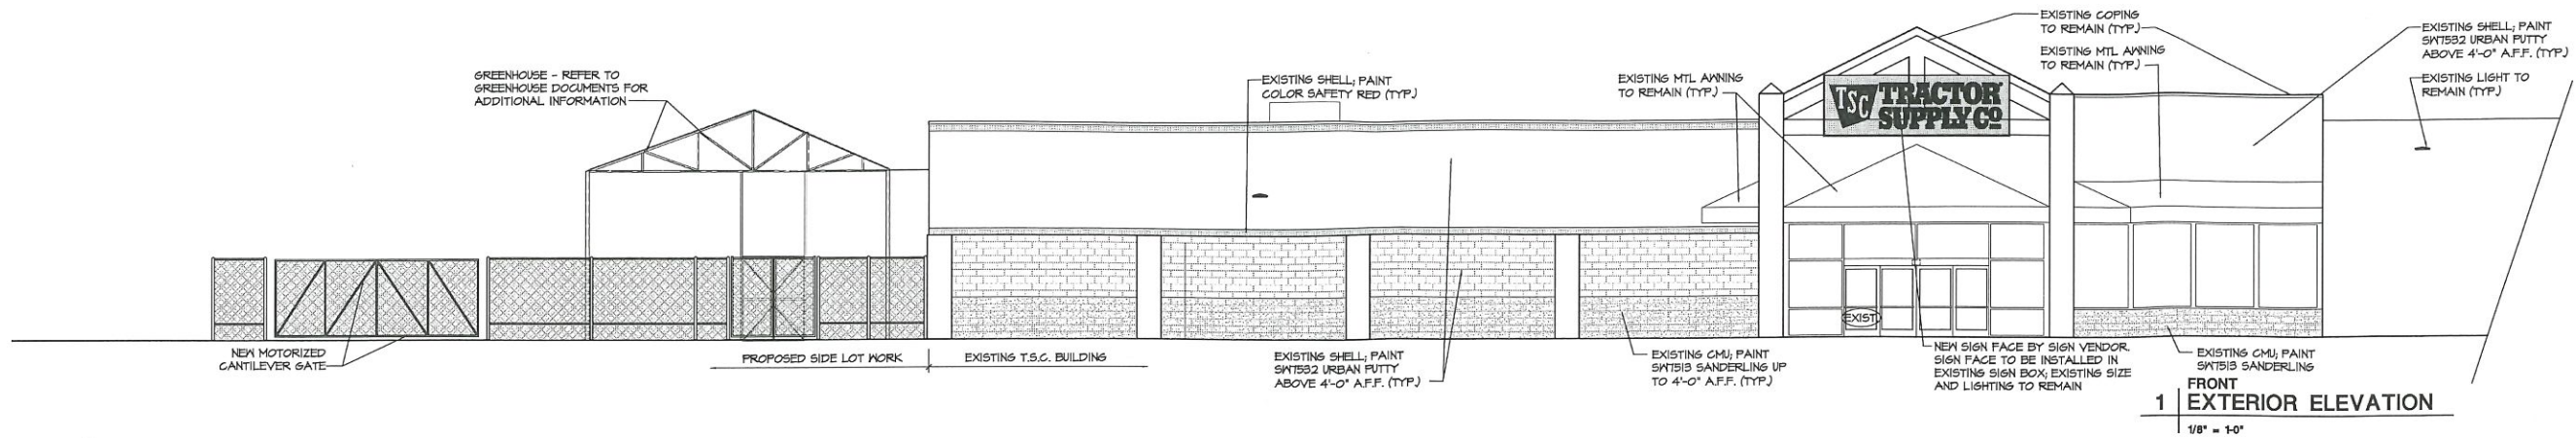 GREENHOUSE - REFER TO
GREENHOUSE DOCUMENTS FOR
ADDITIONAL INFORMATION
EXISTING SHELL; PAINT
COLOR SAFETY RED (TYP.)
EXISTING MTL AWNING
TO REMAIN (TYP.)
EXISTING COPING
TO REMAIN (TYP.)
EXISTING MTL AWNING
TO REMAIN (TYP.)
EXISTING SHELL; PAINT
SW7532 URBAN PUTTY
ABOVE 4'-0" A.F.F. (TYP.)
EXISTING LIGHT TO
REMAIN (TYP.)
TSC TRACTOR
SUPPLY CO
EXIST
NEW MOTORIZED
CANTILEVER GATE
PROPOSED SIDE LOT WORK
EXISTING T.S.C. BUILDING
EXISTING SHELL; PAINT
SW7532 URBAN PUTTY
ABOVE 4'-0" A.F.F. (TYP.)
EXISTING CMU; PAINT
SW7513 SANDERLING UP
TO 4'-0" A.F.F. (TYP.)
NEW SIGN FACE BY SIGN VENDOR.
SIGN FACE TO BE INSTALLED IN
EXISTING SIGN BOX; EXISTING SIZE
AND LIGHTING TO REMAIN
EXISTING CMU; PAINT
SW7513 SANDERLING
FRONT
1 EXTERIOR ELEVATION
1/8" = 1'-0"